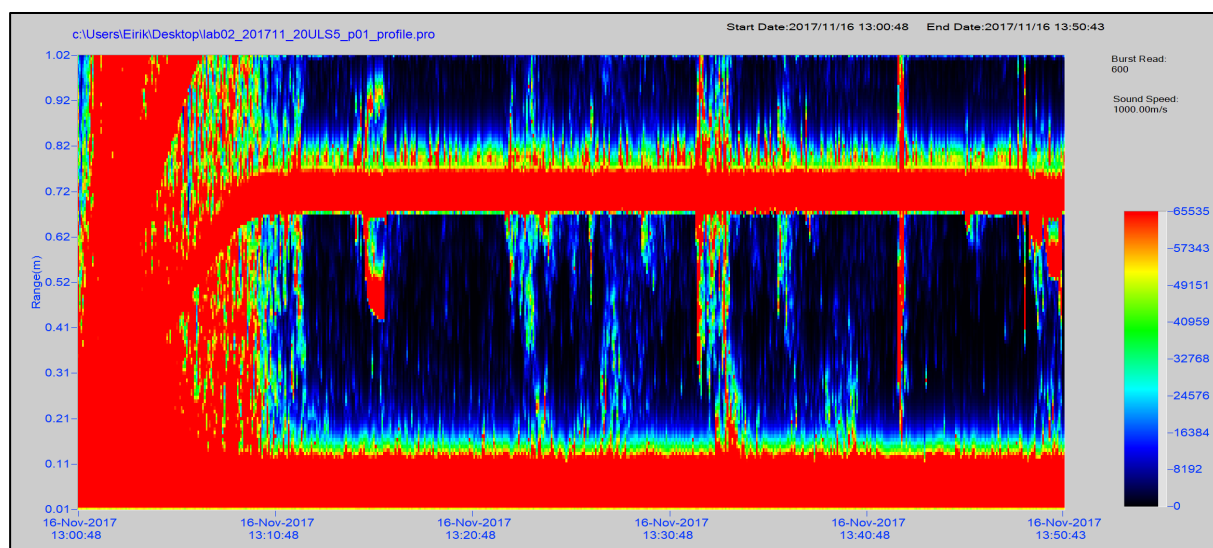 c:\Users\Eirik\Desktop\lab02_201711_20ULS5_p01_profile.pro
Start Date:2017/11/16 13:00:48 End Date:2017/11/16 13:50:43
Burst Read:
600
Sound Speed:
1000.00m/s
Range(m)
1.02
0.92
0.82
0.72
0.62
0.52
0.41
0.31
0.21
0.11
0.01
65535
57343
49151
40959
32768
24576
16384
8192
0
16-Nov-2017 16-Nov-2017 16-Nov-2017 16-Nov-2017 16-Nov-2017 16-Nov-2017
13:00:48 13:10:48 13:20:48 13:30:48 13:40:48 13:50:43